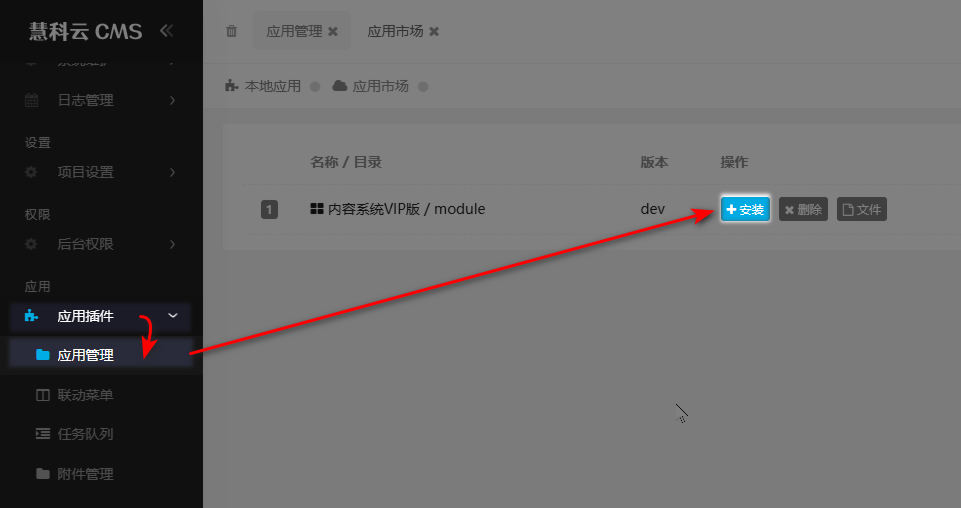 慧科云 CMS
系统维护
日志管理
设置
项目设置
权限
后台权限
应用
应用插件
应用管理
联动菜单
任务队列
附件管理
应用管理 应用市场
本地应用 应用市场
名称 / 目录 版本 操作
1 内容系统VIP版 / module dev 安装 删除 文件